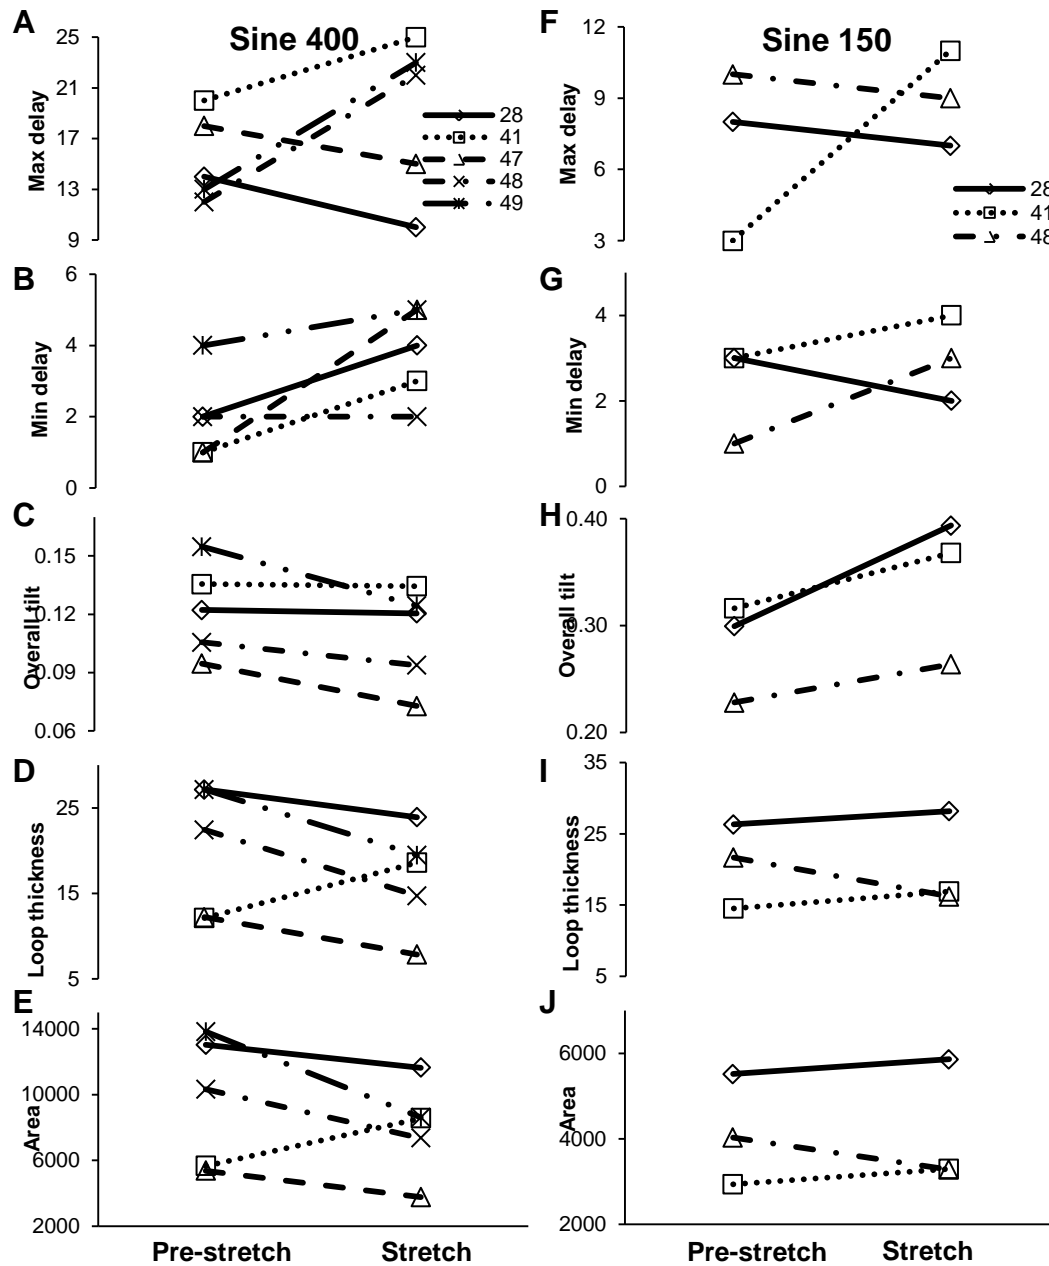 A
Sine 400
Max delay
25
21
17
13
9
28
41
47
48
49
B
Min delay
6
4
2
0
C
Overall tilt
0.15
0.12
0.09
0.06
D
Loop thickness
25
15
5
E
Area
14000
10000
6000
2000
Pre-stretch
Stretch
F
Sine 150
Max delay
12
9
6
3
28
41
48
G
Min delay
4
2
0
H
Overall tilt
0.40
0.30
0.20
I
Loop thickness
35
25
15
5
J
Area
6000
4000
2000
Pre-stretch
Stretch